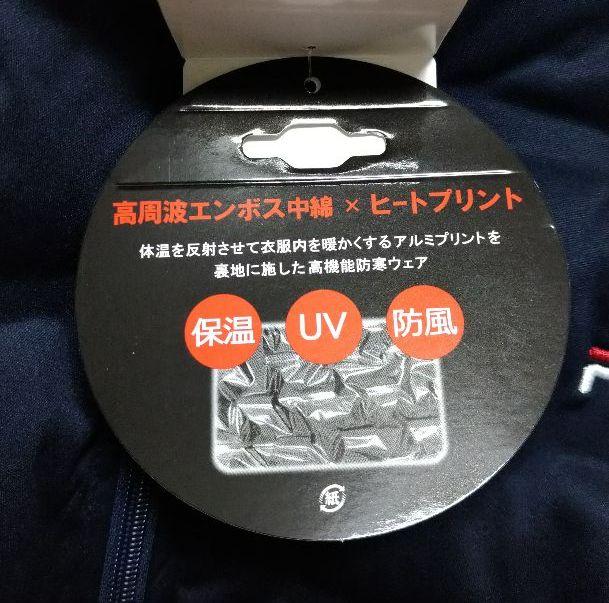 高周波エンボス中綿 × ヒートプリント
体温を反射させて衣服内を暖かくするアルミプリントを
裏地に施した高機能防寒ウェア
保温 UV 防風
紙